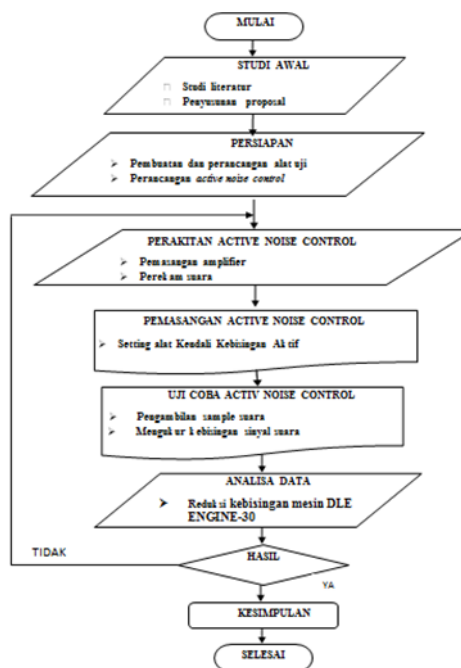 MULAI
STUDI AWAL
Studi literatur
Penyusunan proposal
PERSIAPAN
Pembuatan dan perancangan alat uji
Perancangan active noise control
PERAKITAN ACTIVE NOISE CONTROL
Pemasangan amplifier
Perekam suara
PEMASANGAN ACTIVE NOISE CONTROL
Setting alat Kendali Kebisingan Aktif
UJI COBA ACTIV NOISE CONTROL
Pengambilan sample suara
Mengukur kebisingan sinyal suara
ANALISA DATA
Reduksi kebisingan mesin DLE
ENGINE-30
TIDAK
HASIL
YA
KESIMPULAN
SELESAI